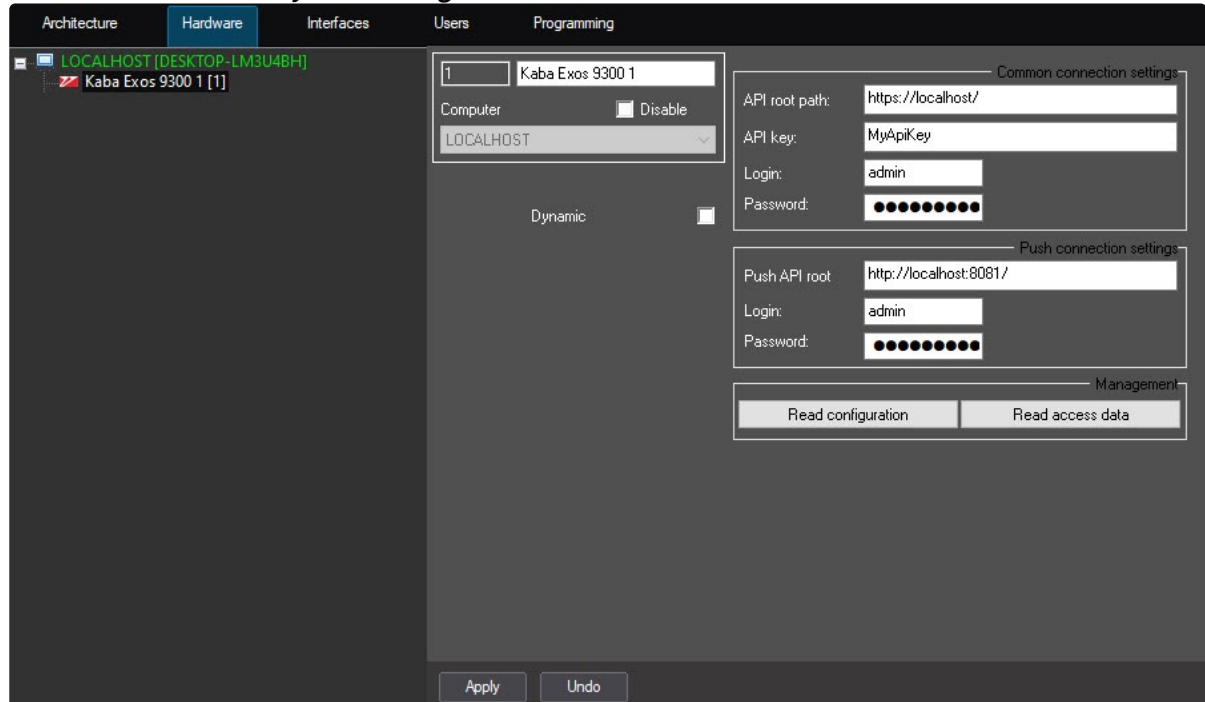 Architecture Hardware Interfaces Users Programming
LOCALHOST [DESKTOP-LM3U4BH]
Kaba Exos 9300 1 [1]
1 Kaba Exos 9300 1
Computer Disable
LOCALHOST
Dynamic
Common connection settings
API root path: https://localhost/
API key: MyApiKey
Login: admin
Password: ●●●●●●●●●
Push connection settings
Push API root http://localhost:8081/
Login: admin
Password: ●●●●●●●●●
Management
Read configuration Read access data
Apply Undo